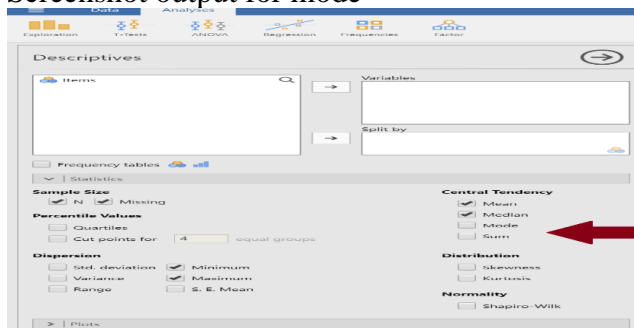 Screenshot output for mode
Data Analyses
Exploration T-Tests ANOVA Regression Frequencies Factor
Descriptives
Items
Variables
Split by
Frequency tables
Statistics
Sample Size
N Missing
Percentile Values
Quartiles
Cut points for 4 equal groups
Dispersion
Std. deviation Minimum
Variance Maximum
Range S. E. Mean
Central Tendency
Mean
Median
Mode
Sum
Distribution
Skewness
Kurtosis
Normality
Shapiro-Wilk
Plots